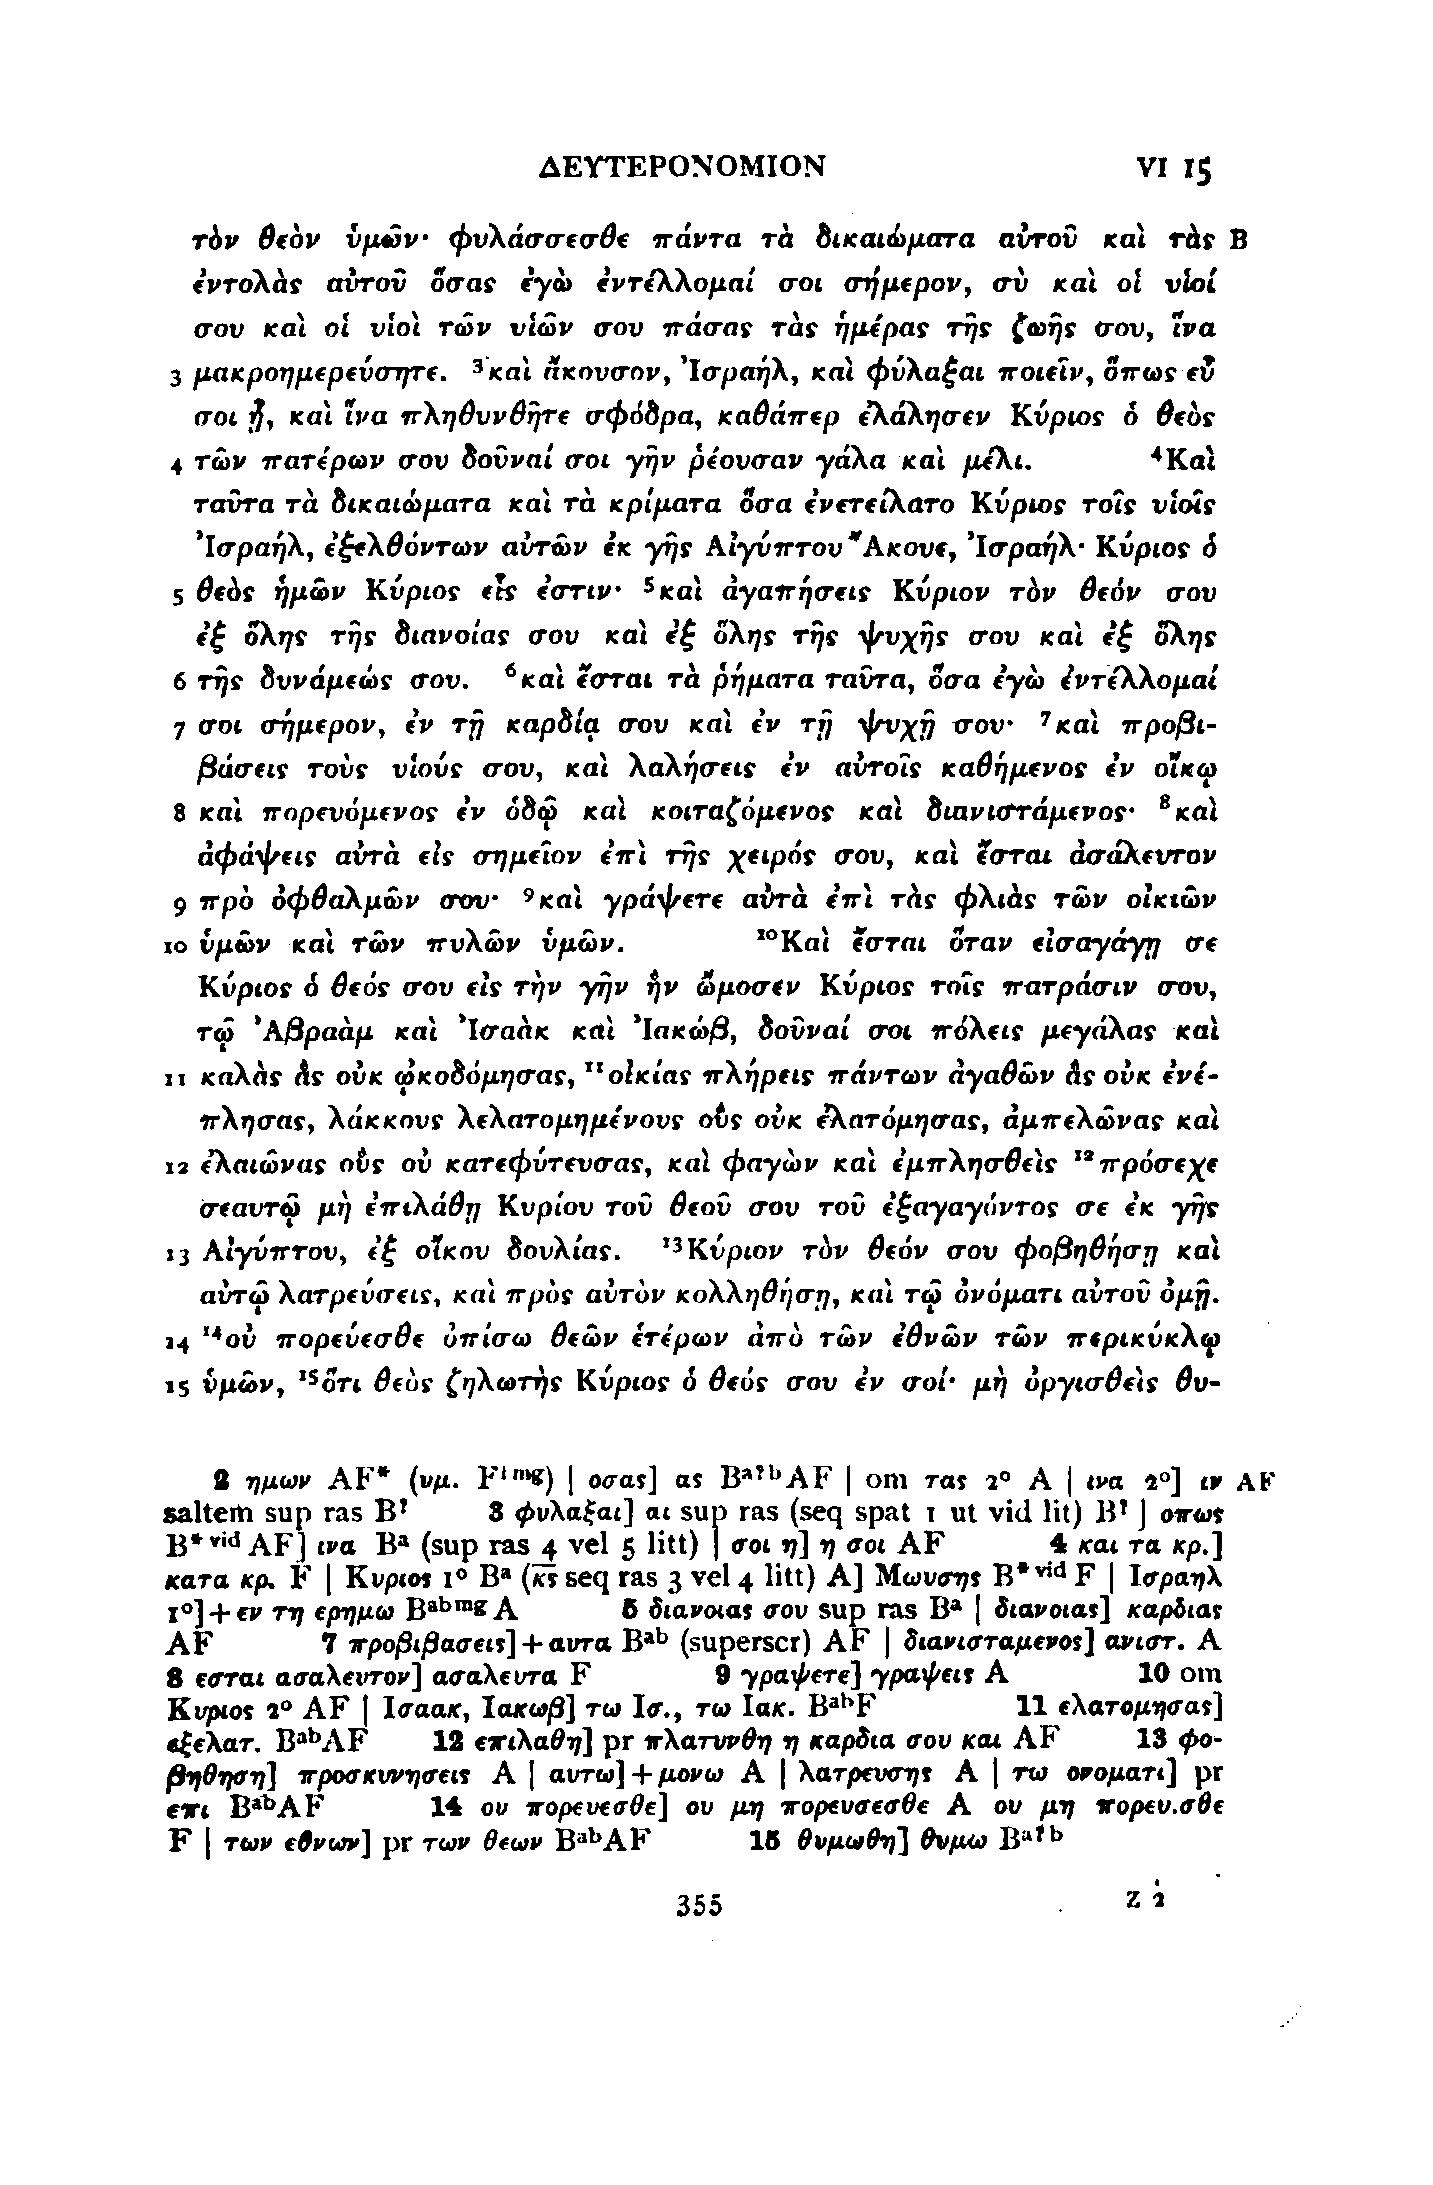 ΔΕΥΤΕΡΟΝΟΜΙΟΝ VI 15
τὸν θεὸν ὑμῶν· φυλάσσεσθε πάντα τὰ δικαιώματα αὐτοῦ καὶ τὰς B
ἐντολὰς αὐτοῦ ὅσας ἐγὼ ἐντέλλομαί σοι σήμερον, σὺ καὶ οἱ υἱοί
σου καὶ οἱ υἱοὶ τῶν υἱῶν σου πάσας τὰς ἡμέρας τῆς ζωῆς σου, ἵνα
3 μακροημερεύσητε. ³καὶ ἄκουσον, Ἰσραήλ, καὶ φύλαξαι ποιεῖν, ὅπως εὖ
σοι ᾖ, καὶ ἵνα πληθυνθῆτε σφόδρα, καθάπερ ἐλάλησεν Κύριος ὁ θεὸς
4 τῶν πατέρων σου δοῦναί σοι γῆν ῥέουσαν γάλα καὶ μέλι. ⁴Καὶ
ταῦτα τὰ δικαιώματα καὶ τὰ κρίματα ὅσα ἐνετείλατο Κύριος τοῖς υἱοῖς
Ἰσραήλ, ἐξελθόντων αὐτῶν ἐκ γῆς Αἰγύπτου Ἄκουε, Ἰσραήλ· Κύριος ὁ
5 θεὸς ἡμῶν Κύριος εἷς ἐστιν· ⁵καὶ ἀγαπήσεις Κύριον τὸν θεόν σου
ἐξ ὅλης τῆς διανοίας σου καὶ ἐξ ὅλης τῆς ψυχῆς σου καὶ ἐξ ὅλης
6 τῆς δυνάμεώς σου. ⁶καὶ ἔσται τὰ ῥήματα ταῦτα, ὅσα ἐγὼ ἐντέλλομαί
7 σοι σήμερον, ἐν τῇ καρδίᾳ σου καὶ ἐν τῇ ψυχῇ σου· ⁷καὶ προβι-
βάσεις τοὺς υἱούς σου, καὶ λαλήσεις ἐν αὐτοῖς καθήμενος ἐν οἴκῳ
8 καὶ πορευόμενος ἐν ὁδῷ καὶ κοιταζόμενος καὶ διανιστάμενος· ⁸καὶ
ἀφάψεις αὐτὰ εἰς σημεῖον ἐπὶ τῆς χειρός σου, καὶ ἔσται ἀσάλευτον
9 πρὸ ὀφθαλμῶν σου· ⁹καὶ γράψετε αὐτὰ ἐπὶ τὰς φλιὰς τῶν οἰκιῶν
10 ὑμῶν καὶ τῶν πυλῶν ὑμῶν. ¹⁰Καὶ ἔσται ὅταν εἰσαγάγῃ σε
Κύριος ὁ θεός σου εἰς τὴν γῆν ἣν ὤμοσεν Κύριος τοῖς πατράσιν σου,
τῷ Ἀβραὰμ καὶ Ἰσαὰκ καὶ Ἰακώβ, δοῦναί σοι πόλεις μεγάλας καὶ
11 καλὰς ἃς οὐκ ᾠκοδόμησας, ¹¹οἰκίας πλήρεις πάντων ἀγαθῶν ἃς οὐκ ἐνέ-
πλησας, λάκκους λελατομημένους οὓς οὐκ ἐλατόμησας, ἀμπελῶνας καὶ
12 ἐλαιῶνας οὓς οὐ κατεφύτευσας, καὶ φαγὼν καὶ ἐμπλησθεὶς ¹²πρόσεχε
σεαυτῷ μὴ ἐπιλάθῃ Κυρίου τοῦ θεοῦ σου τοῦ ἐξαγαγόντος σε ἐκ γῆς
13 Αἰγύπτου, ἐξ οἴκου δουλίας. ¹³Κύριον τὸν θεόν σου φοβηθήσῃ καὶ
αὐτῷ λατρεύσεις, καὶ πρὸς αὐτὸν κολληθήσῃ, καὶ τῷ ὀνόματι αὐτοῦ ὀμῇ.
14 ¹⁴οὐ πορεύεσθε ὀπίσω θεῶν ἑτέρων ἀπὸ τῶν ἐθνῶν τῶν περικύκλῳ
15 ὑμῶν, ¹⁵ὅτι θεὸς ζηλωτὴς Κύριος ὁ θεός σου ἐν σοί· μὴ ὀργισθεὶς θυ-
2 ημων AF* (υμ. F¹ᵐᵍ) | οσας] ας Bᵃ?ᵇAF | om τας 2° A | ινα 2°] ιν AF
saltem sup ras B? 3 φυλαξαι] αι sup ras (seq spat 1 ut vid lit) B? | οπως
B*ᵛⁱᵈAF] ινα Bᵃ (sup ras 4 vel 5 litt) | σοι η] η σοι AF 4 και τα κρ.]
κατα κρ. F | Κυριος 1° Bᵃ (κ̅ς̅ seq ras 3 vel 4 litt) A] Μωυσης B*ᵛⁱᵈF | Ισραηλ
1°]+εν τη ερημω Bᵃᵇᵐᵍ A 5 διανοιας σου sup ras Bᵃ | διανοιας] καρδιας
AF 7 προβιβασεις]+αυτα Bᵃᵇ (superscr) AF | διανισταμενος] ανιστ. A
8 εσται ασαλευτον] ασαλευτα F 9 γραψετε] γραψεις A 10 om
Κυριος 2° AF | Ισαακ, Ιακωβ] τω Ισ., τω Ιακ. BᵃᵇF 11 ελατομησας]
εξελατ. BᵃᵇAF 12 επιλαθη] pr πλατυνθη η καρδια σου και AF 13 φο-
βηθηση] προσκυνησεις A | αυτω]+μονω A | λατρευσης A | τω ονοματι] pr
επι BᵃᵇAF 14 ου πορευεσθε] ου μη πορευσεσθε A ου μη πορευ.σθε
F | των εθνων] pr των θεων BᵃᵇAF 15 θυμωθη] θυμω Bᵃ?ᵇ
355 Z 2